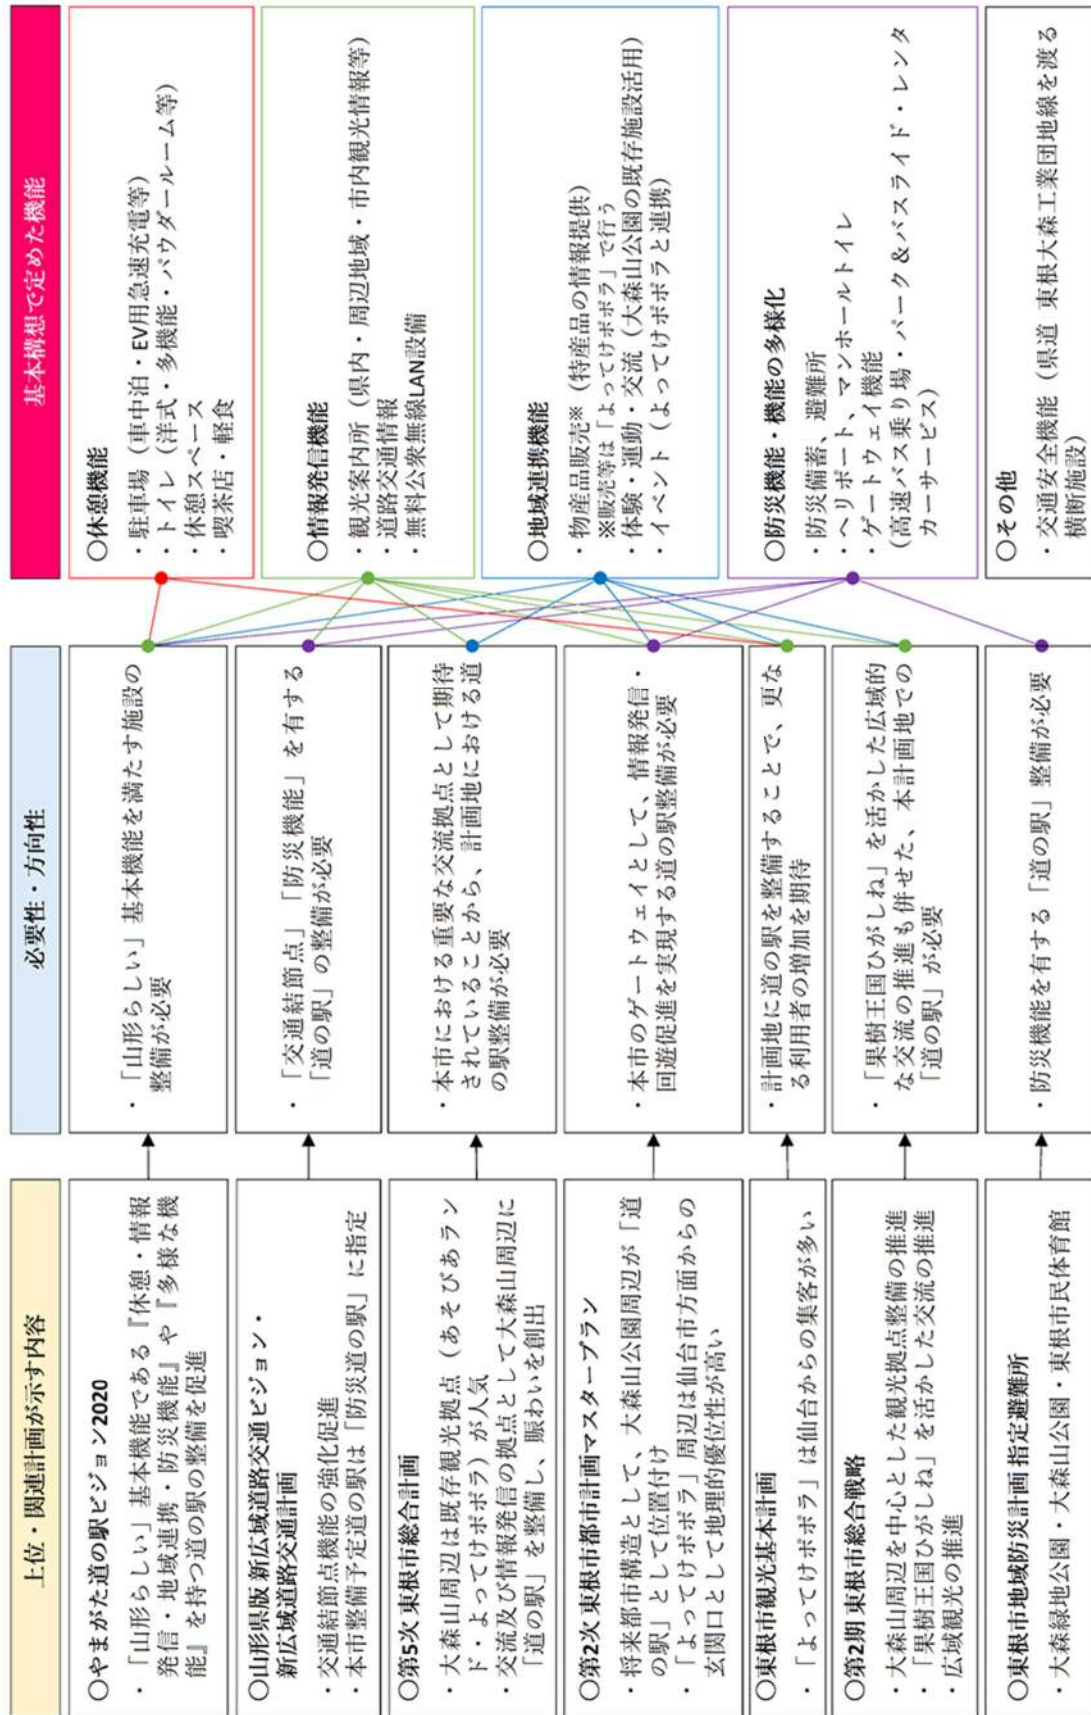 上位・関連計画が示す内容
〇やまがた道の駅ビジョン2020
・「山形らしい」基本機能である『休憩・情報
発信・地域連携・防災機能』や『多様な機
能』を持つ道の駅の整備を促進
〇山形県版 新広域道路交通ビジョン・
新広域道路交通計画
・交通結節点機能の強化促進
・本市整備予定道の駅は「防災道の駅」に指定
〇第5次 東根市総合計画
・大森山周辺は既存観光拠点（あそびあラン
ド・よってけポポラ）が人気
・交流及び情報発信の拠点として大森山周辺に
「道の駅」を整備し、賑わいを創出
〇第2次 東根市都市計画マスタープラン
・将来都市構造として、大森山公園周辺が「道
の駅」として位置付け
・「よってけポポラ」周辺は仙台市方面からの
玄関口として地理的優位性が高い
〇東根市観光基本計画
・「よってけポポラ」は仙台からの集客が多い
〇第2期 東根市総合戦略
・大森山周辺を中心とした観光拠点整備の推進
・「果樹王国ひがしね」を活かした交流の推進
・広域観光の推進
〇東根市地域防災計画 指定避難所
・大森緑地公園・大森山公園・東根市民体育館
必要性・方向性
・「山形らしい」基本機能を満たす施設の
整備が必要
・「交通結節点」「防災機能」を有する
「道の駅」の整備が必要
・本市における重要な交流拠点として期待
されていることから、計画地における道
の駅整備が必要
・本市のゲートウェイとして、情報発信・
回遊促進を実現する道の駅整備が必要
・計画地に道の駅を整備することで、更な
る利用者の増加を期待
・「果樹王国ひがしね」を活かした広域的
な交流の推進も併せた、本計画地での
「道の駅」が必要
・防災機能を有する「道の駅」整備が必要
基本構想で定めた機能
〇休憩機能
・駐車場（車中泊・EV用急速充電等）
・トイレ（洋式・多機能・パウダールーム等）
・休憩スペース
・喫茶店・軽食
〇情報発信機能
・観光案内所（県内・周辺地域・市内観光情報等）
・道路交通情報
・無料公衆無線LAN設備
〇地域連携機能
・物産品販売※（特産品の情報提供）
※販売等は「よってけポポラ」で行う
・体験・運動・交流（大森山公園の既存施設活用）
・イベント（よってけポポラと連携）
〇防災機能・機能の多様化
・防災備蓄、避難所
・ヘリポート、マンホールトイレ
・ゲートウェイ機能
（高速バス乗り場・パーク＆バスライド・レンタ
カーサービス）
〇その他
・交通安全機能（県道 東根大森工業団地線を渡る
横断施設）